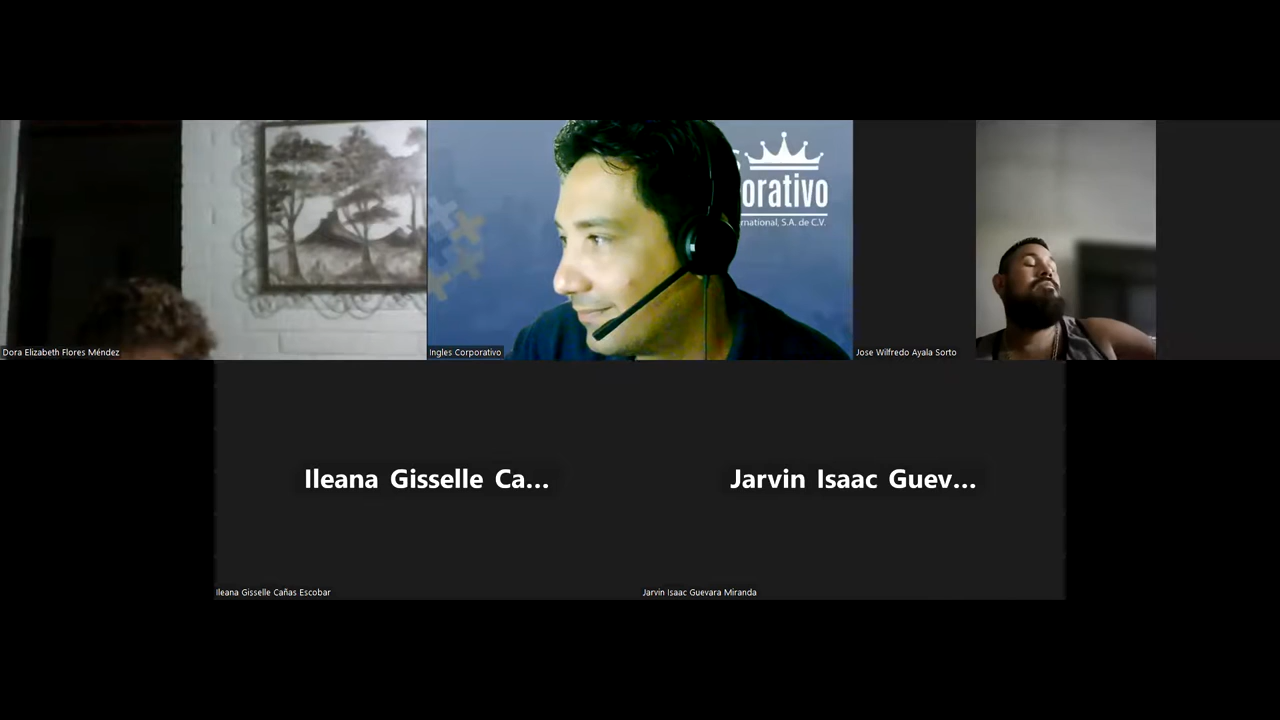 orativo
rnational, S.A. de C.V.
Dora Elizabeth Flores Méndez
Ingles Corporativo
Jose Wilfredo Ayala Sorto
Ileana Gisselle Ca...
Jarvin Isaac Guev...
Ileana Gisselle Cañas Escobar
Jarvin Isaac Guevara Miranda